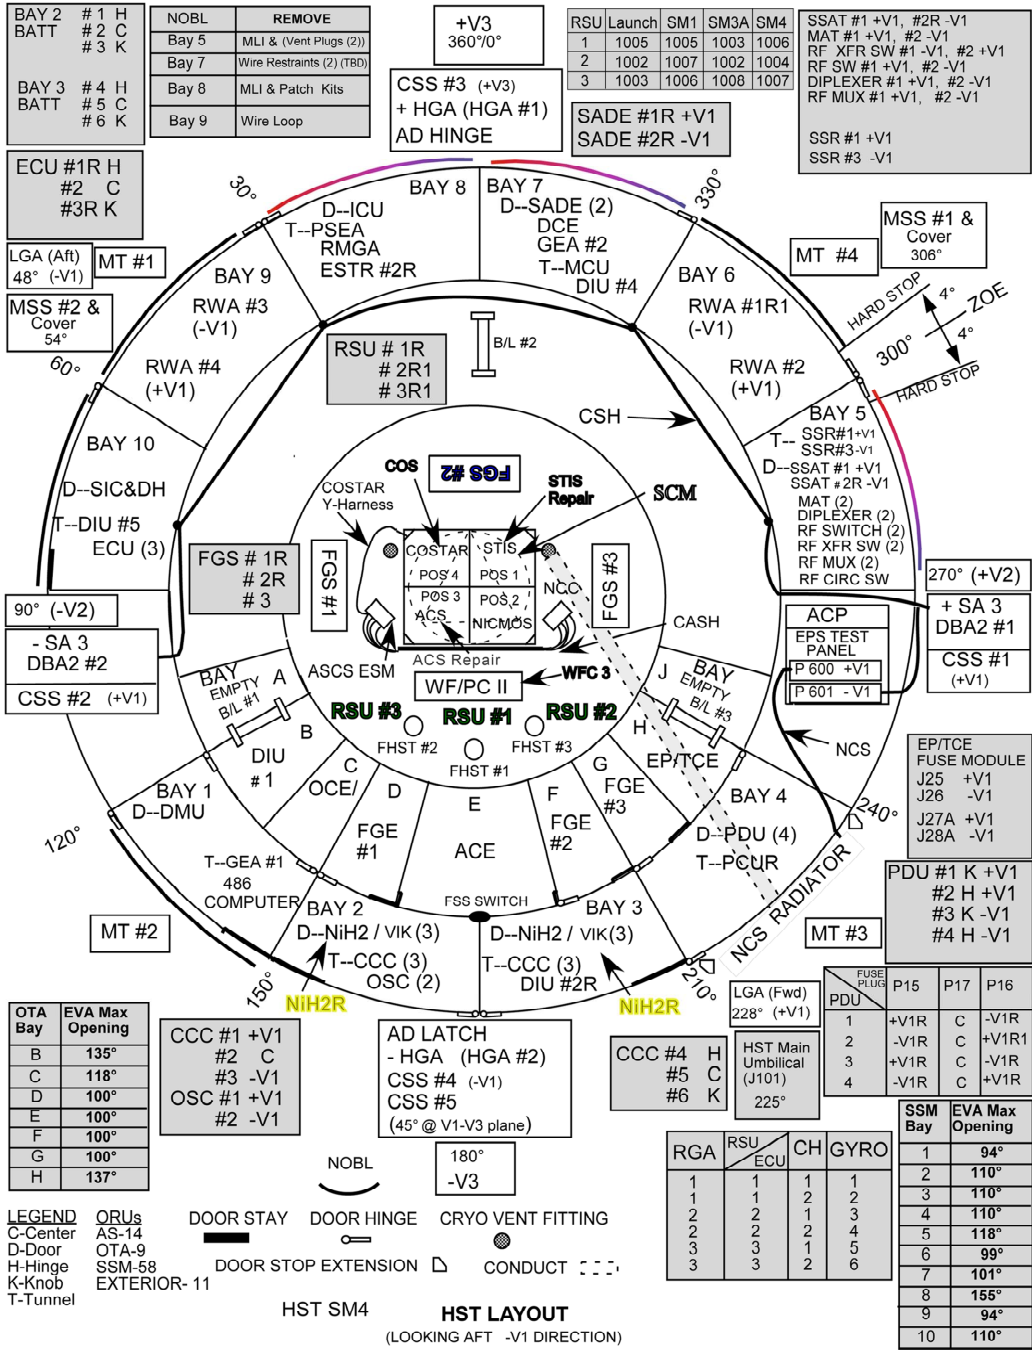 BAY 2 # 1 H
BATT # 2 C
# 3 K
BAY 3 # 4 H
BATT # 5 C
# 6 K
NOBL REMOVE
Bay 5 MLI & (Vent Plugs (2))
Bay 7 Wire Restraints (2) (TBD)
Bay 8 MLI & Patch Kits
Bay 9 Wire Loop
+V3
360°/0°
CSS #3 (+V3)
+ HGA (HGA #1)
AD HINGE
RSU Launch SM1 SM3A SM4
1 1005 1005 1003 1006
2 1002 1007 1002 1004
3 1003 1006 1008 1007
SADE #1R +V1
SADE #2R -V1
SSAT #1 +V1, #2R -V1
MAT #1 +V1, #2 -V1
RF XFR SW #1 -V1, #2 +V1
RF SW #1 +V1, #2 -V1
DIPLEXER #1 +V1, #2 -V1
RF MUX #1 +V1, #2 -V1
SSR #1 +V1
SSR #3 -V1
ECU #1R H
#2 C
#3R K
LGA (Aft)
48° (-V1)
MT #1
MSS #2 &
Cover
54°
30°
60°
330°
MT #4
MSS #1 &
Cover
306°
HARD STOP
4°
300°
ZOE
4°
HARD STOP
BAY 8
D--ICU
T--PSEA
RMGA
ESTR #2R
BAY 7
D--SADE (2)
DCE
GEA #2
T--MCU
DIU #4
BAY 9
RWA #3
(-V1)
RWA #4
(+V1)
BAY 6
RWA #1R1
(-V1)
RWA #2
(+V1)
RSU # 1R
# 2R1
# 3R1
B/L #2
CSH
BAY 10
D--SIC&DH
T--DIU #5
ECU (3)
BAY 5
T-- SSR#1+V1
SSR#3-V1
D--SSAT #1 +V1
SSAT #2R -V1
MAT (2)
DIPLEXER (2)
RF SWITCH (2)
RF XFR SW (2)
RF MUX (2)
RF CIRC SW
COS
FGS #2
STIS
Repair
SCM
COSTAR
Y-Harness
FGS # 1R
# 2R
# 3
FGS #1
COSTAR
STIS
POS 4
POS 1
POS 3
POS 2
ACS
NICMOS
NCC
FGS #3
CASH
ASCS ESM
ACS Repair
WF/PC II
WFC 3
90° (-V2)
- SA 3
DBA2 #2
CSS #2 (+V1)
270° (+V2)
+ SA 3
DBA2 #1
CSS #1
(+V1)
ACP
EPS TEST
PANEL
P 600 +V1
P 601 - V1
NCS
RSU #3
RSU #1
RSU #2
FHST #2
FHST #1
FHST #3
BAY A
EMPTY
B/L #1
B
DIU
#1
C
OCE/
D
FGE
#1
E
ACE
F
FGE
#2
G
FGE
#3
H
EP/TCE
J BAY
EMPTY
B/L #3
BAY 1
D--DMU
T--GEA #1
486
COMPUTER
FSS SWITCH
BAY 2
D--NiH2 / VIK (3)
T--CCC (3)
OSC (2)
BAY 3
D--NiH2 / VIK (3)
T--CCC (3)
DIU #2R
BAY 4
D--PDU (4)
T--PCUR
NCS RADIATOR
120°
150°
210°
240°
MT #2
MT #3
NiH2R
NiH2R
EP/TCE
FUSE MODULE
J25 +V1
J26 -V1
J27A +V1
J28A -V1
PDU #1 K +V1
#2 H +V1
#3 K -V1
#4 H -V1
PDU FUSE PLUG P15 P17 P16
1 +V1R C -V1R
2 -V1R C +V1R1
3 +V1R C -V1R
4 -V1R C +V1R
LGA (Fwd)
228° (+V1)
HST Main
Umbilical
(J101)
225°
OTA Bay EVA Max Opening
B 135°
C 118°
D 100°
E 100°
F 100°
G 100°
H 137°
CCC #1 +V1
#2 C
#3 -V1
OSC #1 +V1
#2 -V1
AD LATCH
- HGA (HGA #2)
CSS #4 (-V1)
CSS #5
(45° @ V1-V3 plane)
180°
-V3
CCC #4 H
#5 C
#6 K
RGA RSU/ECU CH GYRO
1 1 1 1
1 1 2 2
2 2 1 3
2 2 2 4
3 3 1 5
3 3 2 6
SSM Bay EVA Max Opening
1 94°
2 110°
3 110°
4 110°
5 118°
6 99°
7 101°
8 155°
9 94°
10 110°
LEGEND
C-Center
D-Door
H-Hinge
K-Knob
T-Tunnel
ORUs
AS-14
OTA-9
SSM-58
EXTERIOR- 11
NOBL
DOOR STAY
DOOR HINGE
CRYO VENT FITTING
DOOR STOP EXTENSION
CONDUCT
HST SM4
HST LAYOUT
(LOOKING AFT -V1 DIRECTION)